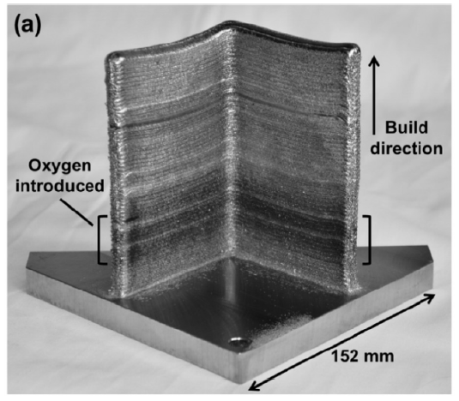 (a)
Build
direction
Oxygen
introduced
152 mm